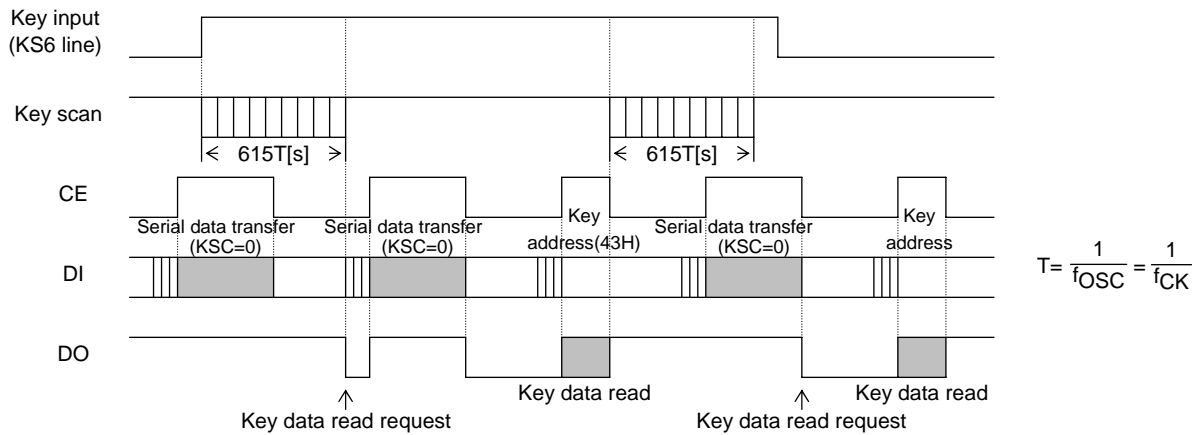 Key input
(KS6 line)
Key scan
615T[s]
615T[s]
CE
Serial data transfer
(KSC=0)
Serial data transfer
(KSC=0)
Key
address(43H)
Serial data transfer
(KSC=0)
Key
address
DI
T= 1/fOSC = 1/fCK
DO
Key data read
Key data read
Key data read request
Key data read request